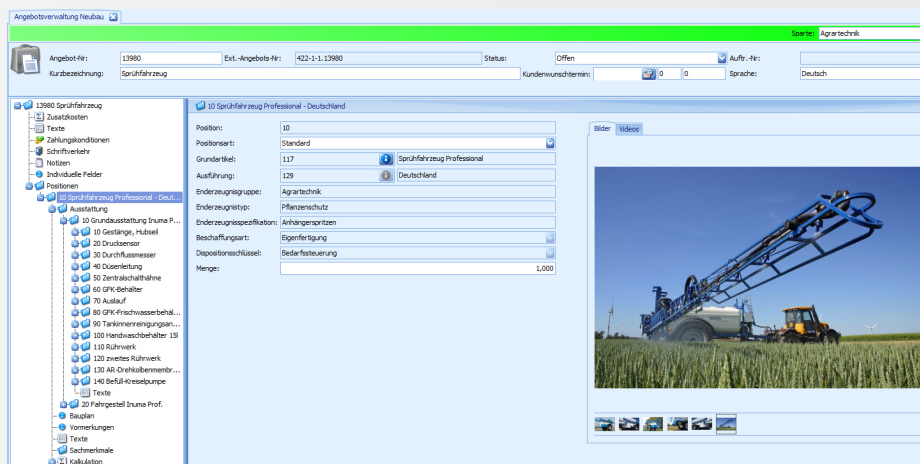 Angebotsverwaltung Neubau
Sparte: Agrartechnik
Angebot-Nr: 13980 Ext.-Angebots-Nr: 422-1-1.13980 Status: Offen Auftr.-Nr:
Kurzbezeichnung: Sprühfahrzeug Kundenwunschtermin: 0 0 Sprache: Deutsch
13980 Sprühfahrzeug
Zusatzkosten
Texte
Zahlungskonditionen
Schriftverkehr
Notizen
Individuelle Felder
Positionen
10 Sprühfahrzeug Professional - Deut...
Ausstattung
10 Grundausstattung Inuma P...
10 Gestänge, Hubseil
20 Drucksensor
30 Durchflussmesser
40 Düsenleitung
50 Zentralschalthähne
60 GFK-Behälter
70 Auslauf
80 GFK-Frischwasserbehäl...
90 Tankinnenreinigungsan...
100 Handwaschbehälter 15l
110 Rührwerk
120 zweites Rührwerk
130 AR-Drehkolbenmembr...
140 Befüll-Kreiselpumpe
Texte
20 Fahrgestell Inuma Prof.
Bauplan
Vormerkungen
Texte
Sachmerkmale
Kalkulation
10 Sprühfahrzeug Professional - Deutschland
Position: 10
Positionsart: Standard
Grundartikel: 117 Sprühfahrzeug Professional
Ausführung: 129 Deutschland
Enderzeugnisgruppe: Agrartechnik
Enderzeugnistyp: Pflanzenschutz
Enderzeugnisspezifikation: Anhängerspritzen
Beschaffungsart: Eigenfertigung
Dispositionsschlüssel: Bedarfssteuerung
Menge: 1,000
Bilder Videos